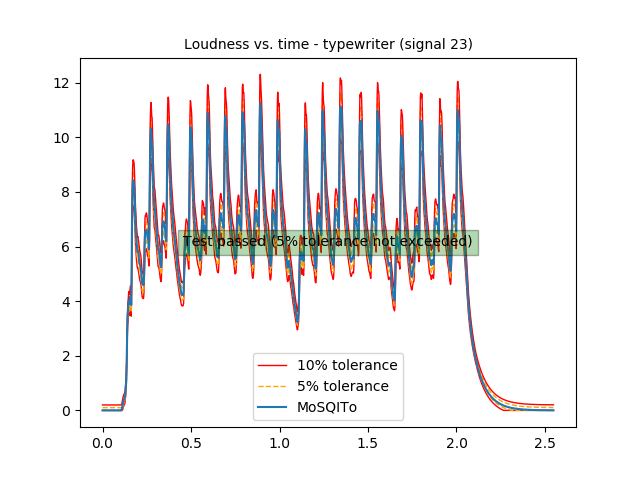 Loudness vs. time - typewriter (signal 23)
12
10
8
6
4
2
0
Test passed (5% tolerance not exceeded)
10% tolerance
5% tolerance
MoSQITo
0.0 0.5 1.0 1.5 2.0 2.5